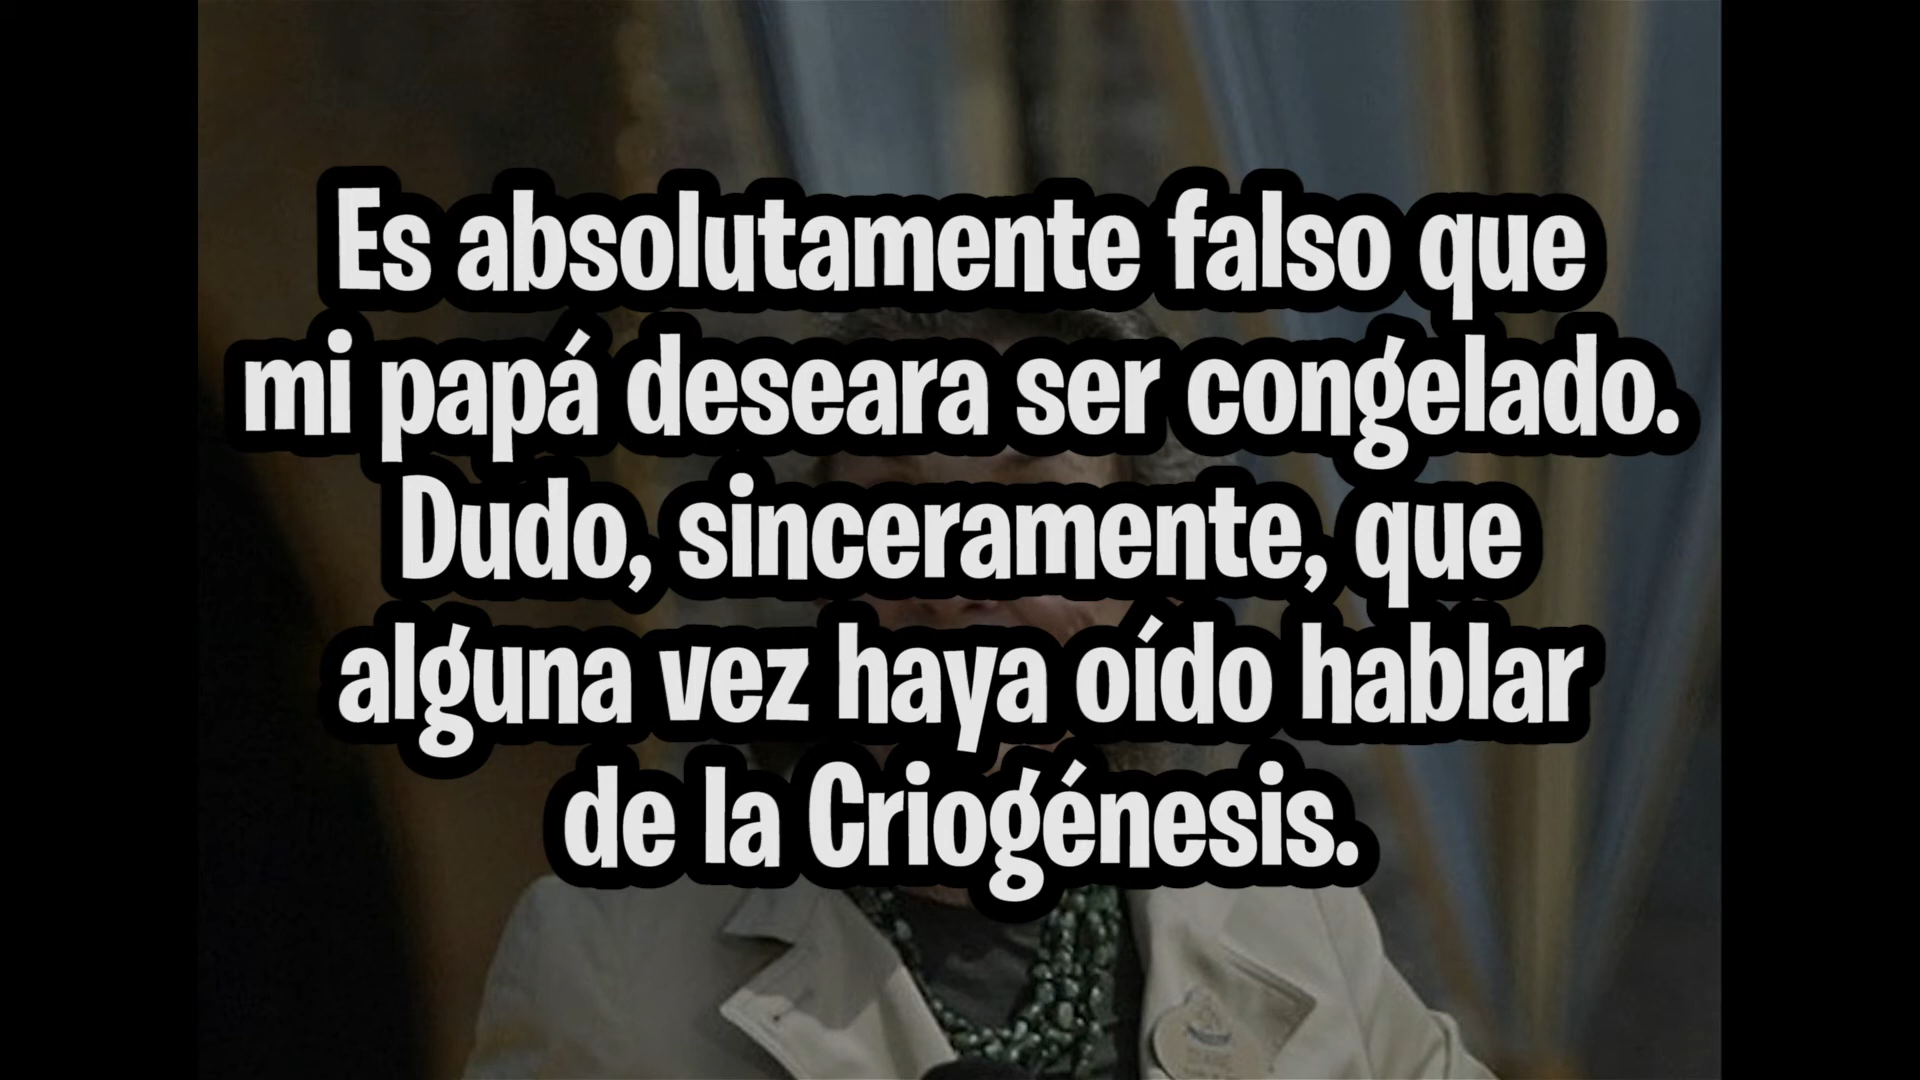 Es absolutamente falso que
mi papá deseara ser congelado.
Dudo, sinceramente, que
alguna vez haya oído hablar
de la Criogénesis.